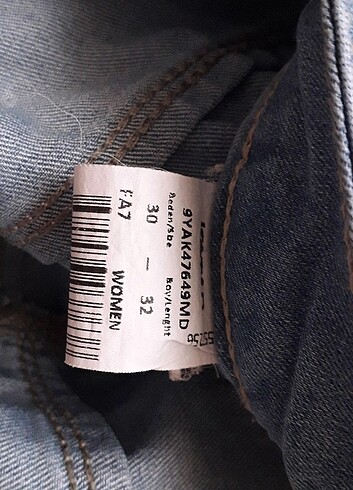 9YAK47649MD
Beden/Size Boy/Lenght
30 — 32
FA7 WOMEN